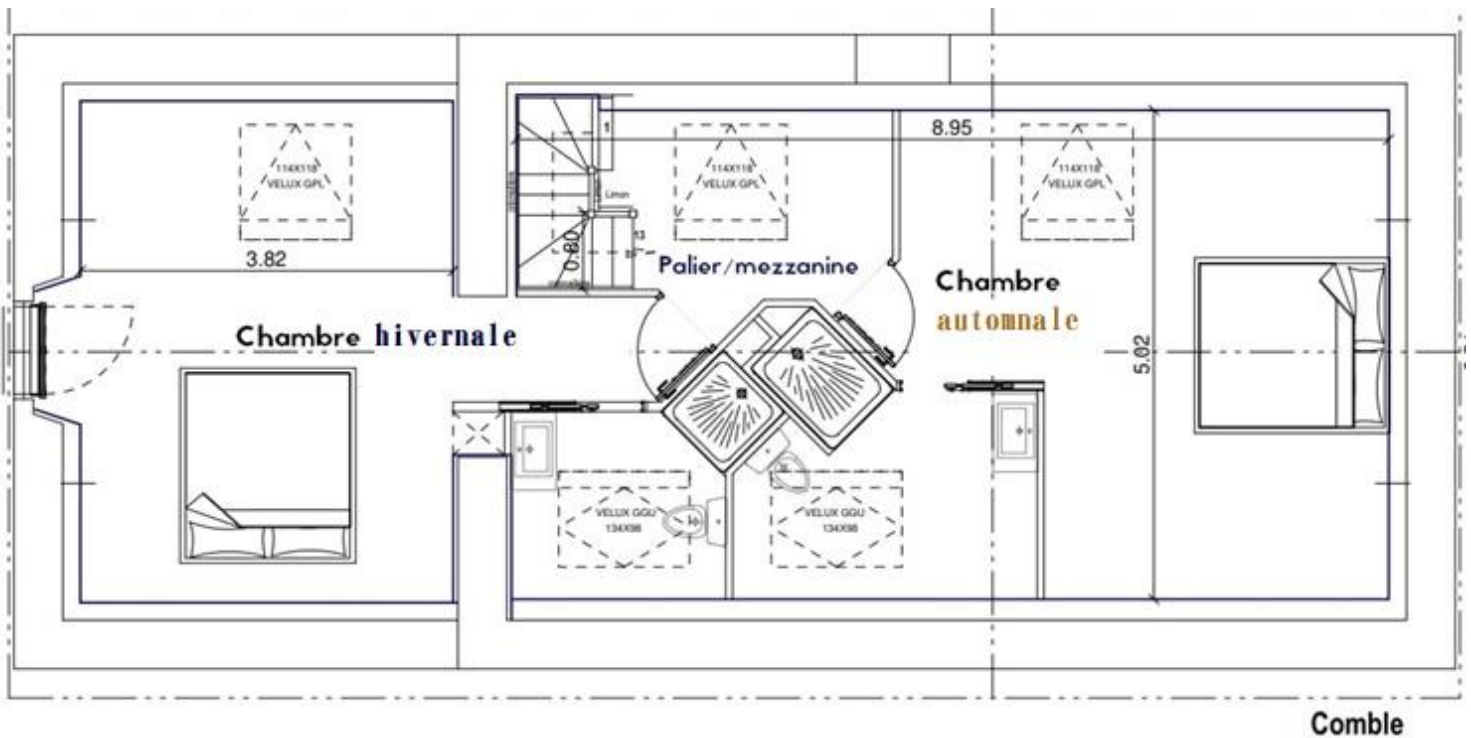 8.95
114X118
VELUX GPL
114X118
VELUX GPL
114X118
VELUX GPL
1
Limon
13
0.80
3.82
Palier/mezzanine
Chambre
automnale
Chambre hivernale
5.02
VELUX GGU
134X98
VELUX GGU
134X98
Comble